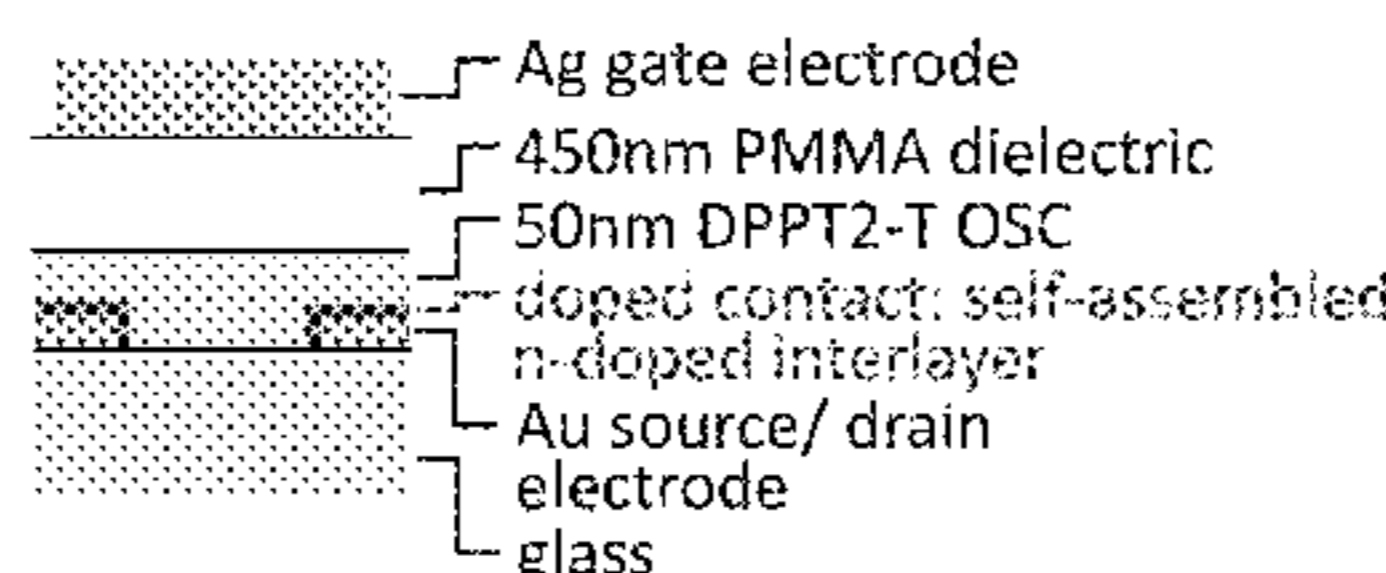 Ag gate electrode
450nm PMMA dielectric
50nm DPPT2-T OSC
doped contact: self-assembled
n-doped interlayer
Au source/ drain
electrode
glass